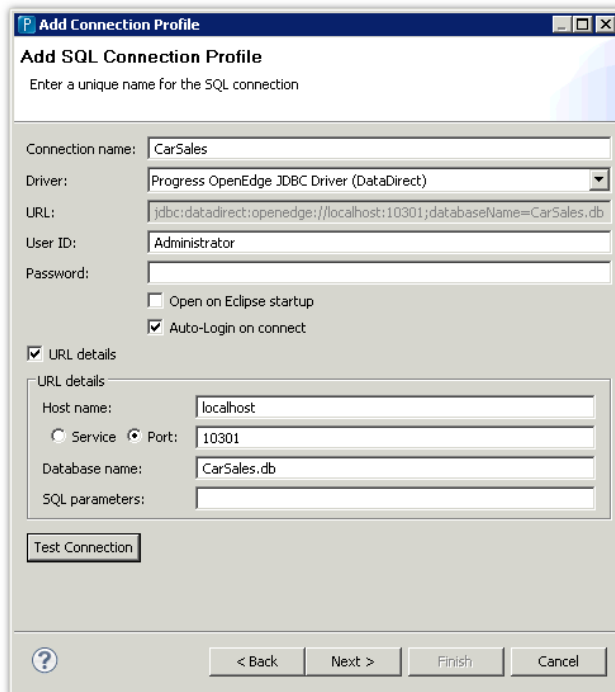 Add Connection Profile
Add SQL Connection Profile
Enter a unique name for the SQL connection
Connection name: CarSales
Driver: Progress OpenEdge JDBC Driver (DataDirect)
URL: jdbc:datadirect:openedge://localhost:10301;databaseName=CarSales.db
User ID: Administrator
Password:
Open on Eclipse startup
Auto-Login on connect
URL details
URL details
Host name: localhost
Service Port: 10301
Database name: CarSales.db
SQL parameters:
Test Connection
? < Back Next > Finish Cancel